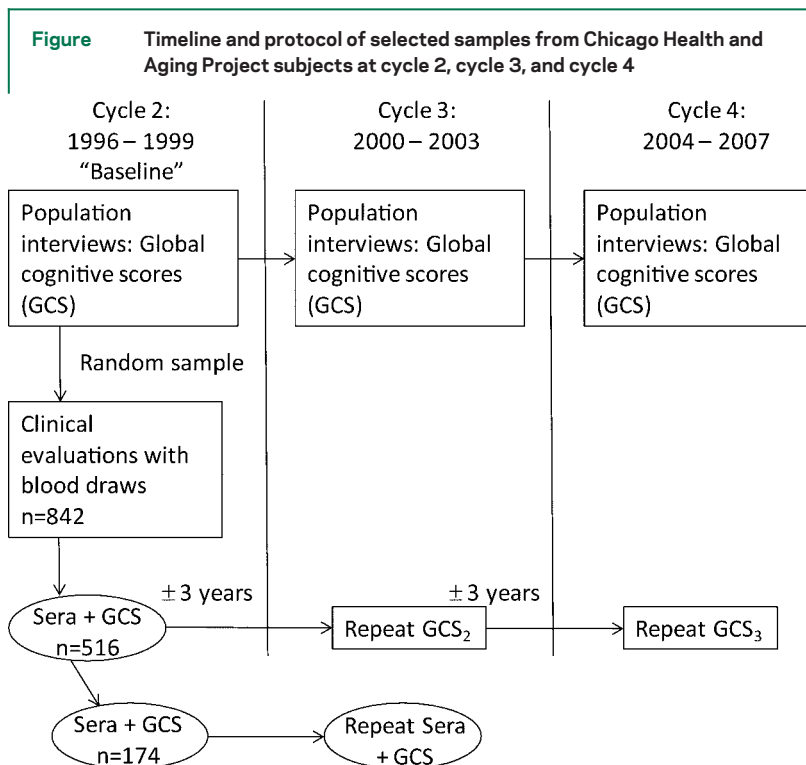 Figure Timeline and protocol of selected samples from Chicago Health and
Aging Project subjects at cycle 2, cycle 3, and cycle 4
Cycle 2:
1996 – 1999
“Baseline”
Cycle 3:
2000 – 2003
Cycle 4:
2004 – 2007
Population
interviews: Global
cognitive scores
(GCS)
Population
interviews: Global
cognitive scores
(GCS)
Population
interviews: Global
cognitive scores
(GCS)
Random sample
Clinical
evaluations with
blood draws
n=842
Sera + GCS
n=516
±3 years
Repeat GCS₂
±3 years
Repeat GCS₃
Sera + GCS
n=174
Repeat Sera
+ GCS